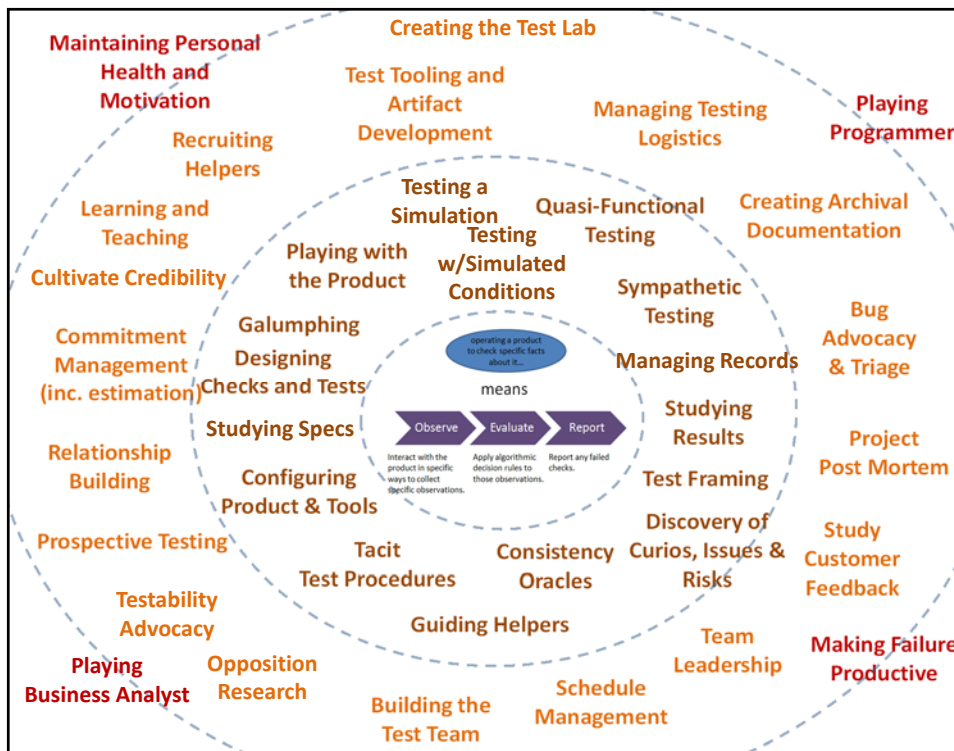 Creating the Test Lab
Maintaining Personal
Health and
Motivation
Test Tooling and
Artifact
Development
Managing Testing
Logistics
Playing
Programmer
Recruiting
Helpers
Testing a
Simulation
Quasi-Functional
Testing
Creating Archival
Documentation
Learning and
Teaching
Playing with
the Product
Testing
w/Simulated
Conditions
Cultivate Credibility
Sympathetic
Testing
Commitment
Management
(inc. estimation)
Galumphing
Designing
Checks and Tests
operating a product
to check specific facts
about it...
means
Managing Records
Bug
Advocacy
& Triage
Studying Specs
Observe
Evaluate
Report
Interact with the
product in specific
ways to collect
specific observations.
Apply algorithmic
decision rules to
those observations.
Report any failed
checks.
Studying
Results
Relationship
Building
Configuring
Product & Tools
Test Framing
Project
Post Mortem
Prospective Testing
Tacit
Test Procedures
Consistency
Oracles
Discovery of
Curios, Issues &
Risks
Study
Customer
Feedback
Testability
Advocacy
Guiding Helpers
Team
Leadership
Making Failure
Productive
Playing
Business Analyst
Opposition
Research
Building the
Test Team
Schedule
Management